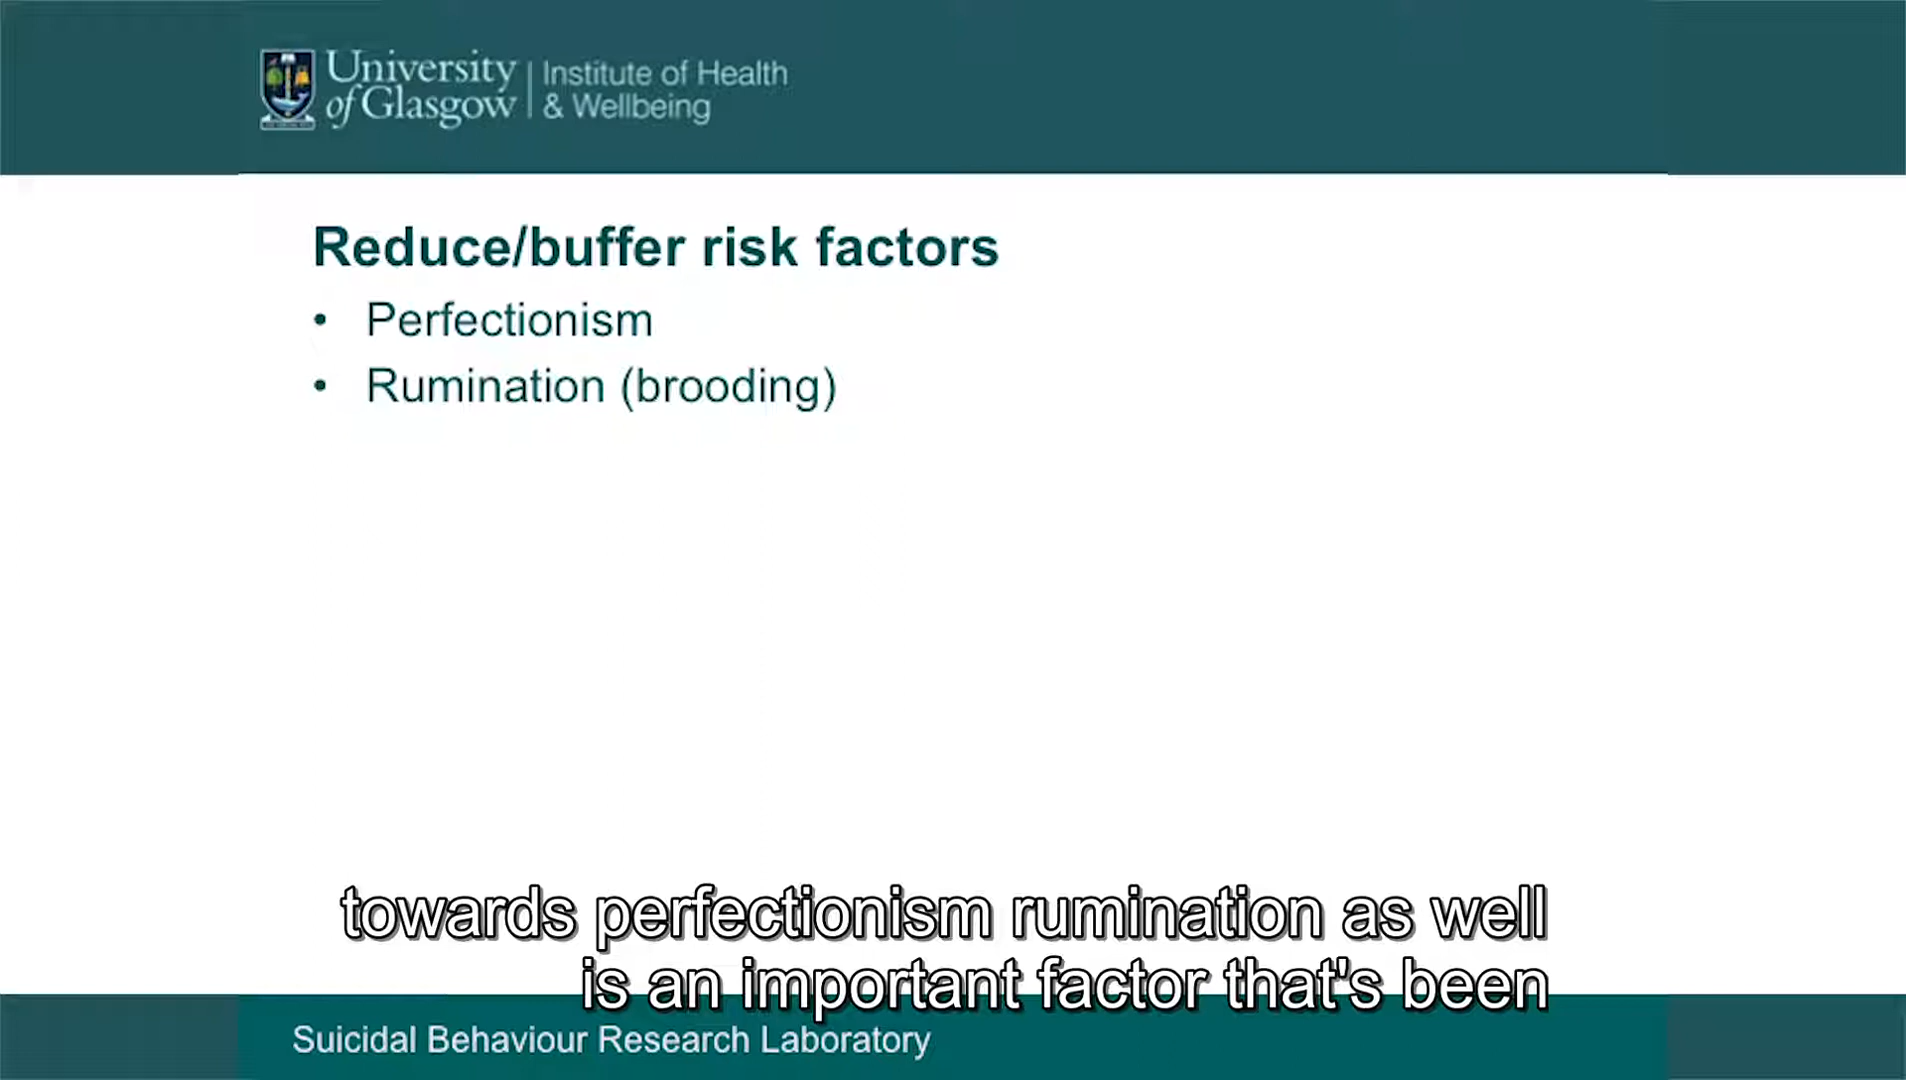 University
of Glasgow
Institute of Health
& Wellbeing
Reduce/buffer risk factors
• Perfectionism
• Rumination (brooding)
towards perfectionism rumination as well
is an important factor that's been
Suicidal Behaviour Research Laboratory